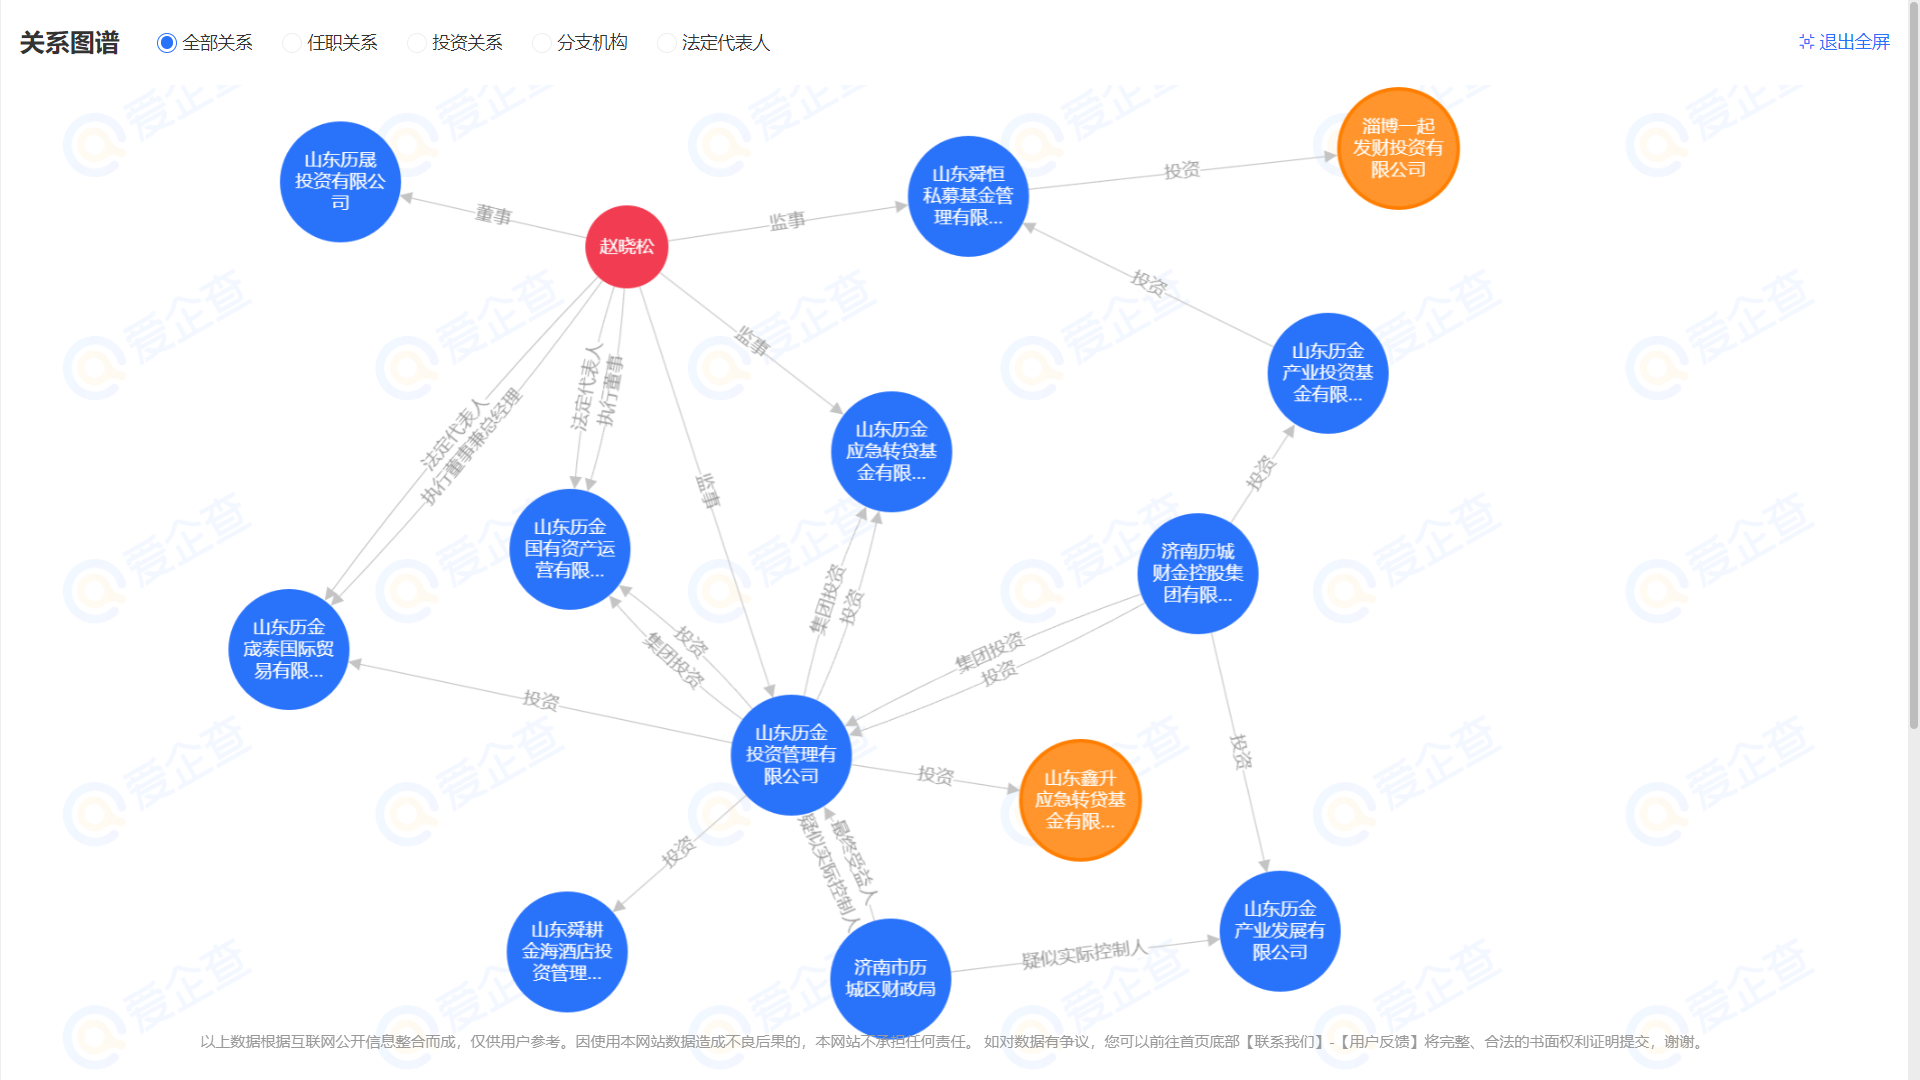 关系图谱
全部关系
任职关系
投资关系
分支机构
法定代表人
退出全屏
淄博一起
发财投资有
限公司
山东历晟
投资有限公
司
山东舜恒
私募基金管
理有限...
投资
董事
监事
赵晓松
投资
监事
山东历金
产业投资基
金有限...
法定代表人
执行董事
法定代表人
执行董事兼总经理
监事
山东历金
应急转贷基
金有限...
投资
山东历金
国有资产运
营有限...
济南历城
财金控股集
团有限...
集团投资
投资
山东历金
宬泰国际贸
易有限...
投资
集团投资
集团投资
投资
投资
山东历金
投资管理有
限公司
投资
投资
山东鑫升
应急转贷基
金有限...
投资
最终受益人
疑似实际控制人
山东舜耕
金海酒店投
资管理...
济南市历
城区财政局
疑似实际控制人
山东历金
产业发展有
限公司
以上数据根据互联网公开信息整合而成，仅供用户参考。因使用本网站数据造成不良后果的，本网站不承担任何责任。 如对数据有争议，您可以前往首页底部【联系我们】-【用户反馈】将完整、合法的书面权利证明提交，谢谢。
爱企查